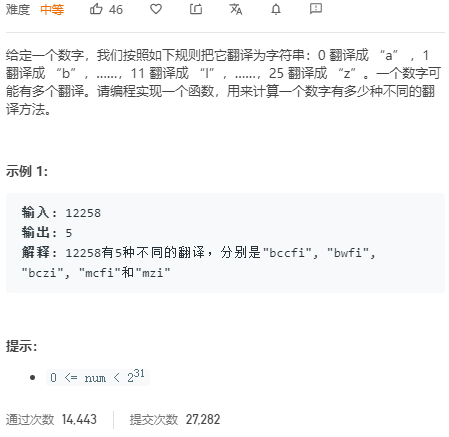 难度 中等 46
给定一个数字，我们按照如下规则把它翻译为字符串：0 翻译成 “a” ，1
翻译成 “b”，……，11 翻译成 “l”，……，25 翻译成 “z”。一个数字可
能有多个翻译。请编程实现一个函数，用来计算一个数字有多少种不同的翻
译方法。
示例 1:
输入: 12258
输出: 5
解释: 12258有5种不同的翻译，分别是"bccfi", "bwfi",
"bczi", "mcfi"和"mzi"
提示：
0 <= num < 2³¹
通过次数 14,443 提交次数 27,282